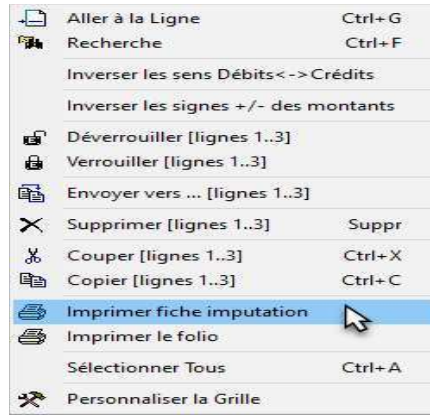 Aller à la Ligne Ctrl+G
Recherche Ctrl+F
Inverser les sens Débits<->Crédits
Inverser les signes +/- des montants
Déverrouiller [lignes 1..3]
Verrouiller [lignes 1..3]
Envoyer vers ... [lignes 1..3]
Supprimer [lignes 1..3] Suppr
Couper [lignes 1..3] Ctrl+X
Copier [lignes 1..3] Ctrl+C
Imprimer fiche imputation
Imprimer le folio
Sélectionner Tous Ctrl+A
Personnaliser la Grille